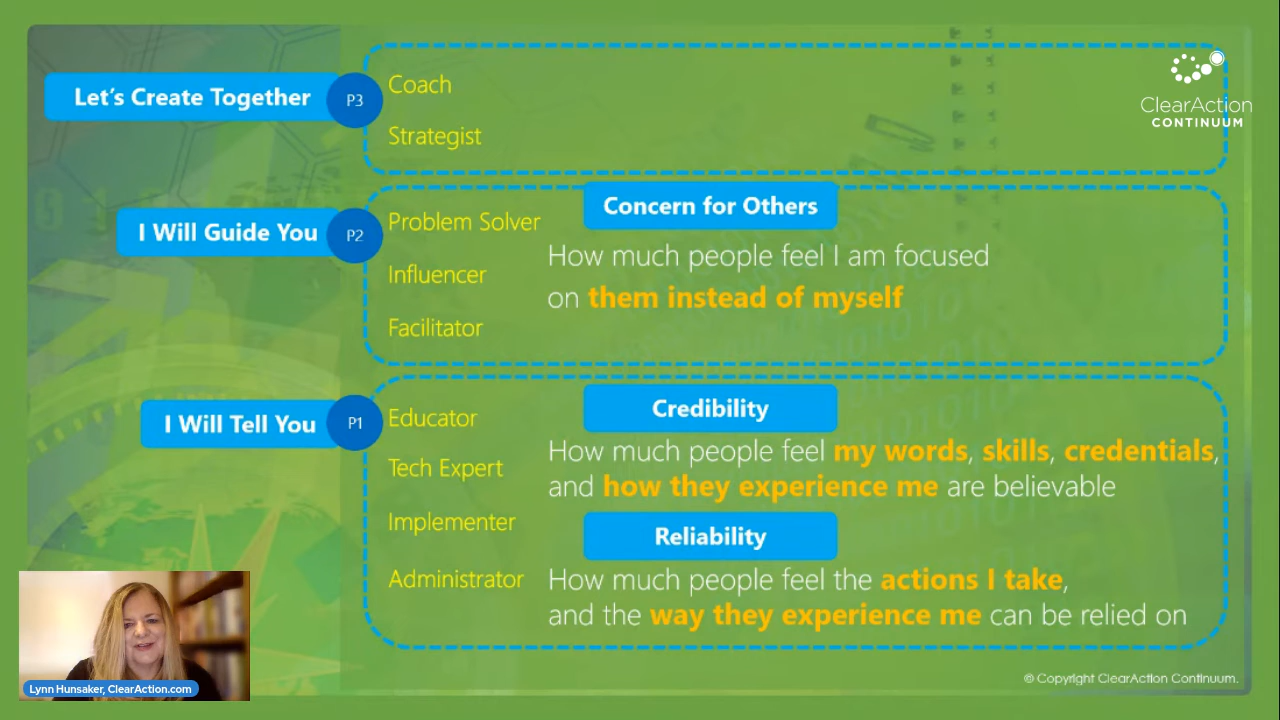 ClearAction
CONTINUUM
Let's Create Together
P3
Coach
Strategist
I Will Guide You
P2
Problem Solver
Influencer
Facilitator
Concern for Others
How much people feel I am focused
on them instead of myself
I Will Tell You
P1
Educator
Tech Expert
Implementer
Administrator
Credibility
How much people feel my words, skills, credentials,
and how they experience me are believable
Reliability
How much people feel the actions I take,
and the way they experience me can be relied on
Lynn Hunsaker, ClearAction.com
© Copyright ClearAction Continuum.